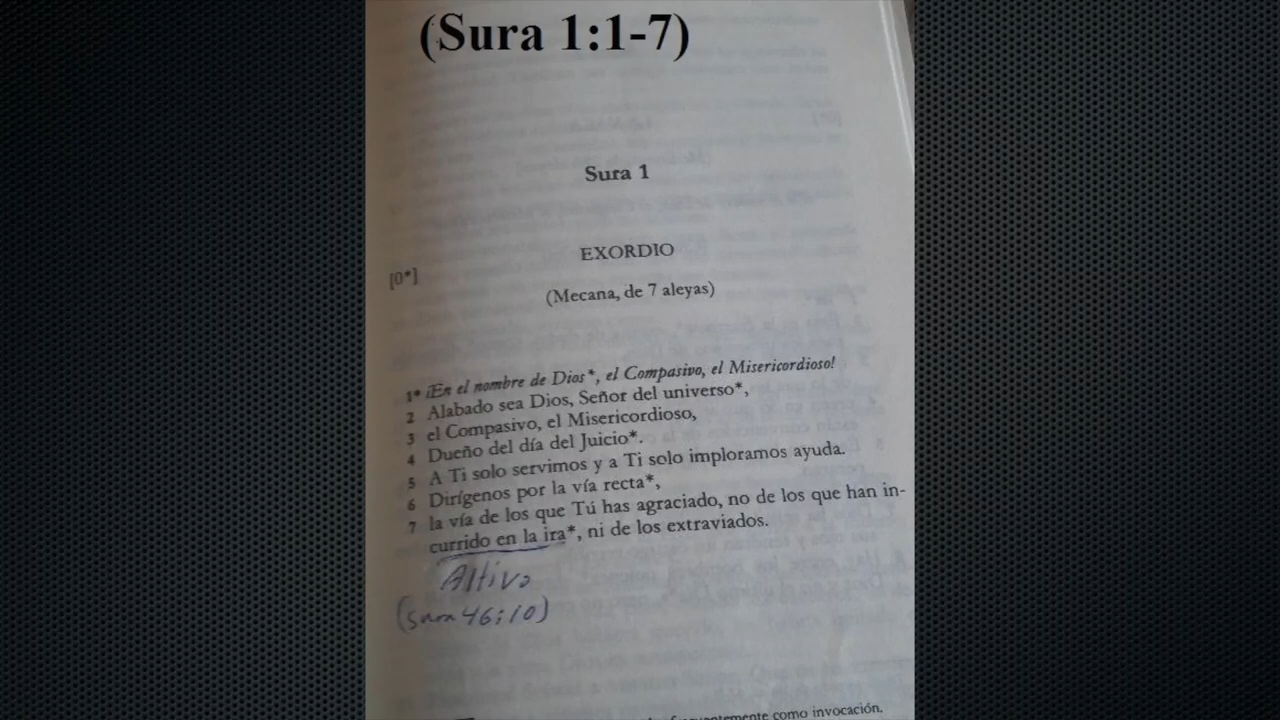 (Sura 1:1-7)
Sura 1
EXORDIO
[0*]
(Mecana, de 7 aleyas)
1* ¡En el nombre de Dios*, el Compasivo, el Misericordioso!
2 Alabado sea Dios, Señor del universo*,
3 el Compasivo, el Misericordioso,
4 Dueño del día del Juicio*.
5 A Ti solo servimos y a Ti solo imploramos ayuda.
6 Dirígenos por la vía recta*,
7 la vía de los que Tú has agraciado, no de los que han in-
currido en la ira*, ni de los extraviados.
Altivo
(sura 46:10)
como invocación.